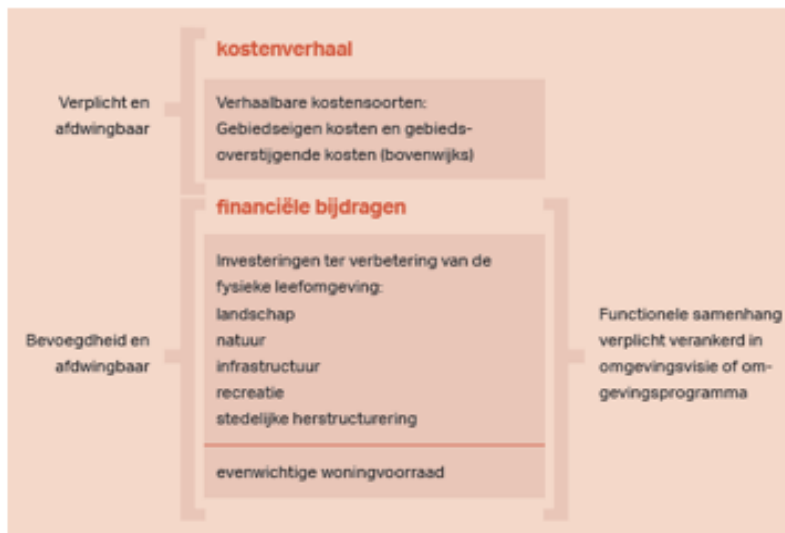 kostenverhaal
Verplicht en
afdwingbaar
Verhaalbare kostensoorten:
Gebiedseigen kosten en gebieds-
overstijgende kosten (bovenwijks)
financiële bijdragen
Bevoegdheid en
afdwingbaar
Investeringen ter verbetering van de
fysieke leefomgeving:
landschap
natuur
infrastructuur
recreatie
stedelijke herstructurering
evenwichtige woningvoorraad
Functionele samenhang
verplicht verankerd in
omgevingsvisie of om-
gevingsprogramma